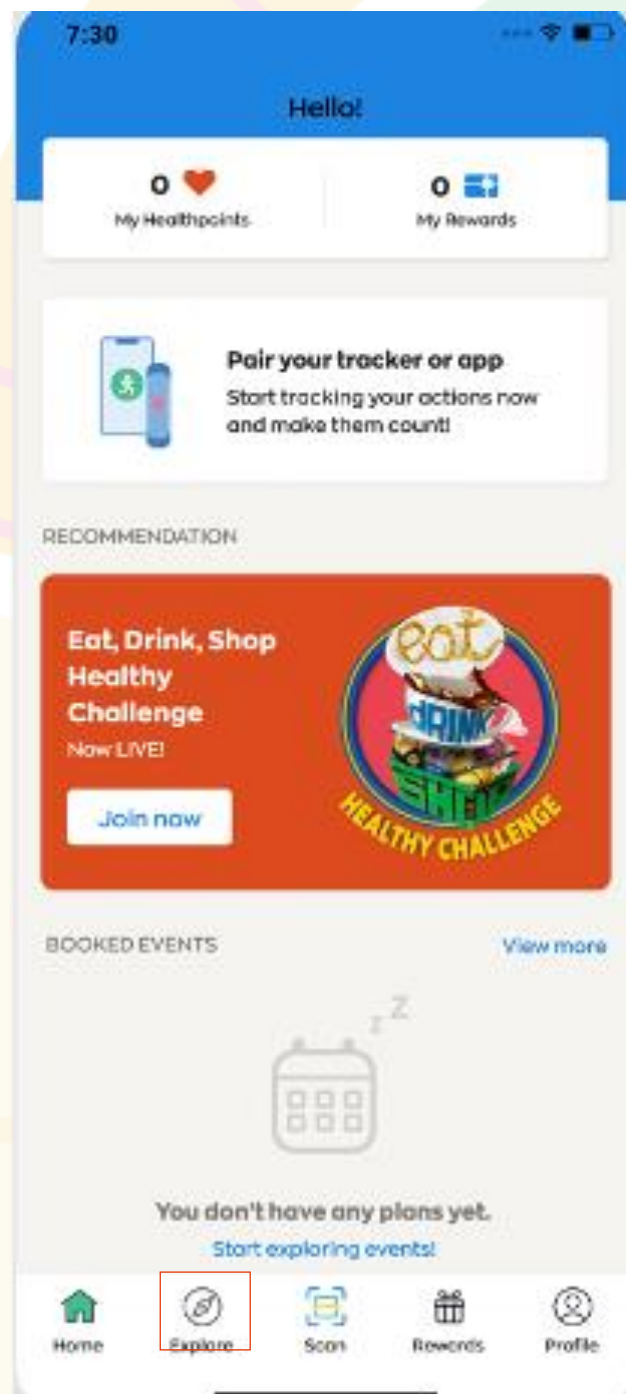 7:30
Hello!
0
My Healthpoints
0
My Rewards
Pair your tracker or app
Start tracking your actions now
and make them count!
RECOMMENDATION
Eat, Drink, Shop
Healthy
Challenge
Now LIVE!
Join now
eat
DRINK
SHOP
HEALTHY CHALLENGE
BOOKED EVENTS
View more
z Z
You don't have any plans yet.
Start exploring events!
Home
Explore
Scan
Rewards
Profile